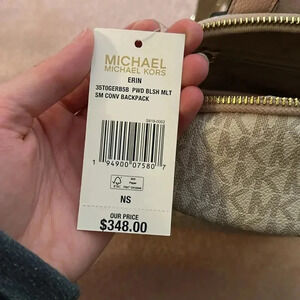 MICHAEL
MICHAEL KORS
ERIN
35T0GERB5B PWD BLSH MLT
SM CONV BACKPACK
1 94900 07580 7
NS
OUR PRICE
$348.00